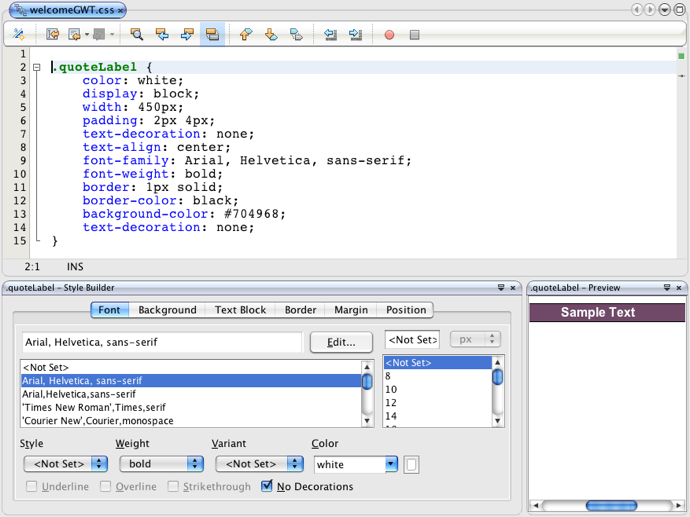 welcomeGWT.css ×
1
2 .quoteLabel {
3 color: white;
4 display: block;
5 width: 450px;
6 padding: 2px 4px;
7 text-decoration: none;
8 text-align: center;
9 font-family: Arial, Helvetica, sans-serif;
10 font-weight: bold;
11 border: 1px solid;
12 border-color: black;
13 background-color: #704968;
14 text-decoration: none;
15 }
2:1 INS
.quoteLabel – Style Builder
.quoteLabel – Preview
Font Background Text Block Border Margin Position
Sample Text
Arial, Helvetica, sans-serif Edit... <Not Set> px
<Not Set>
Arial, Helvetica, sans-serif
Arial,Helvetica,sans-serif
'Times New Roman',Times,serif
'Courier New',Courier,monospace
<Not Set>
8
10
12
14
Style Weight Variant Color
<Not Set> bold <Not Set> white
Underline Overline Strikethrough No Decorations